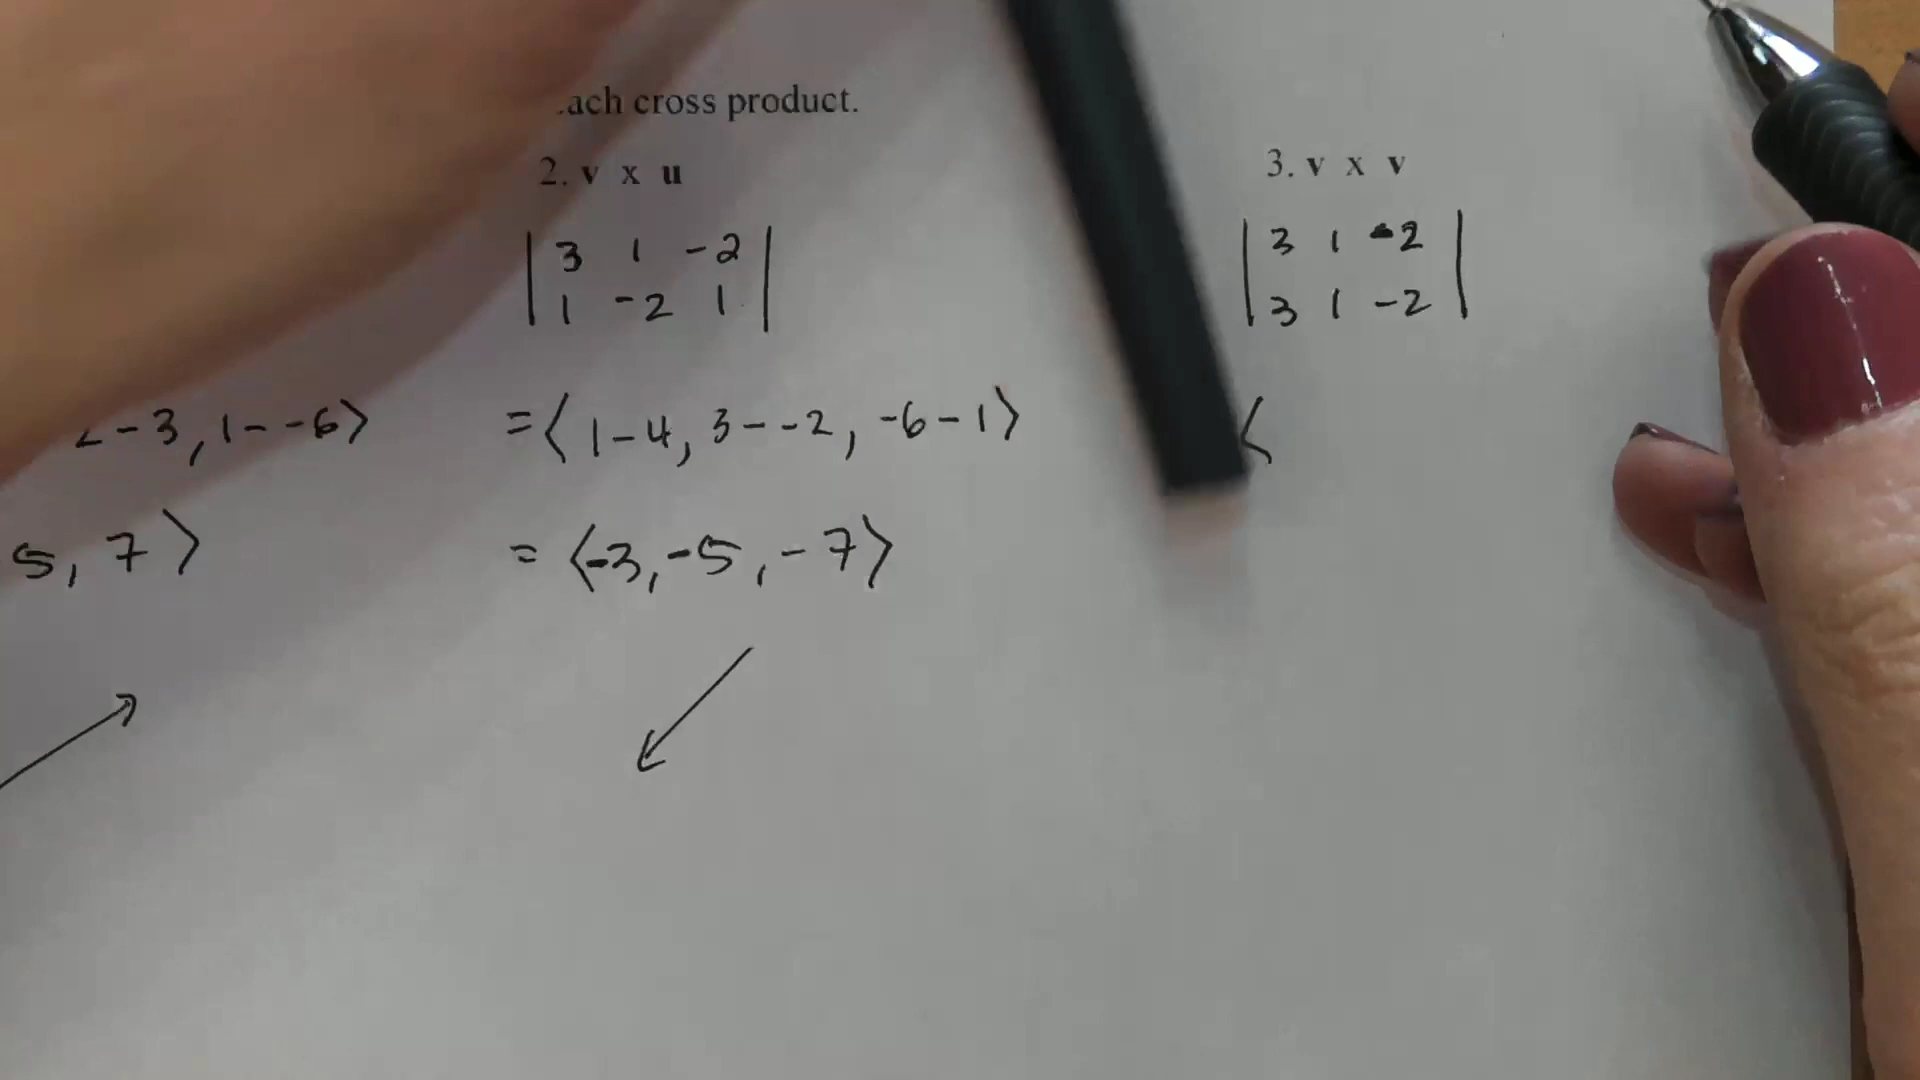 ach cross product.
2. v x u
3. v x v
| 3 1 -2 |
| 1 -2 1 |
| 3 1 -2 |
| 3 1 -2 |
-3, 1--6⟩
=⟨1-4, 3--2, -6-1⟩
⟨
5, 7⟩
= ⟨-3, -5, -7⟩